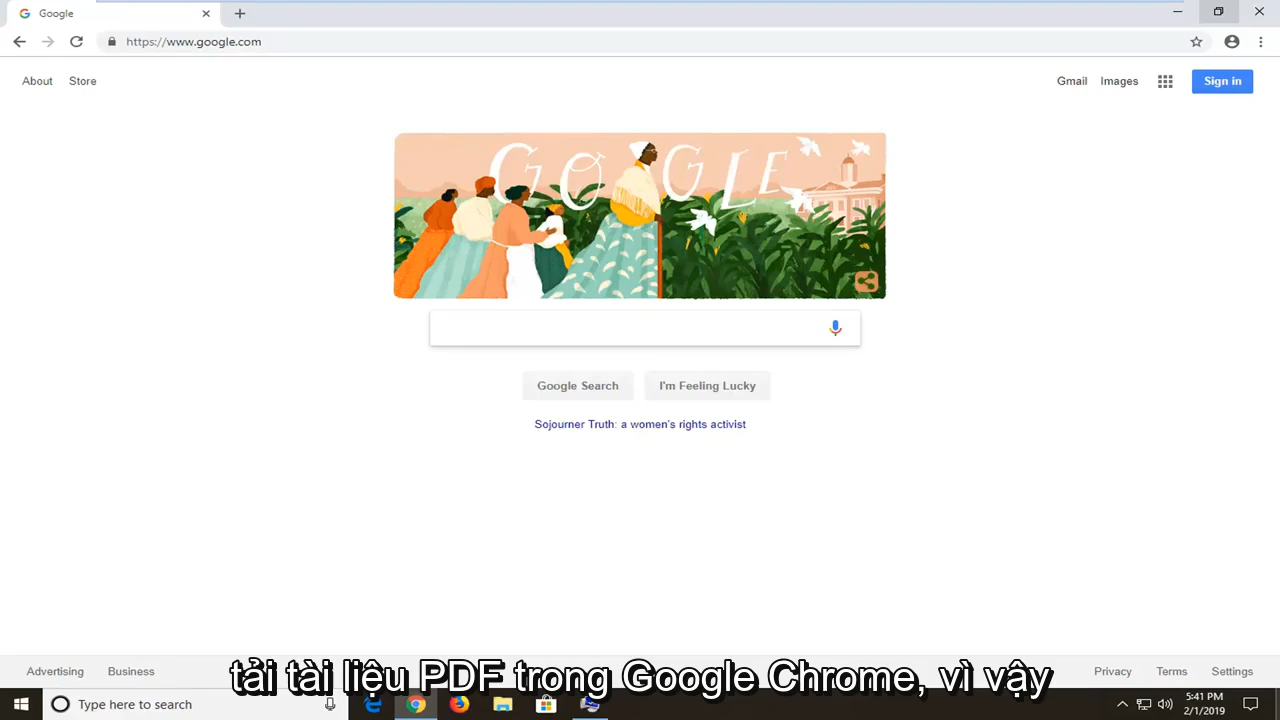 Google
https://www.google.com
About
Store
Gmail
Images
Sign in
GOOGLE
Google Search
I'm Feeling Lucky
Sojourner Truth: a women's rights activist
Advertising
Business
Privacy
Terms
Settings
tải tài liệu PDF trong Google Chrome, vì vậy
Type here to search
5:41 PM
2/1/2019